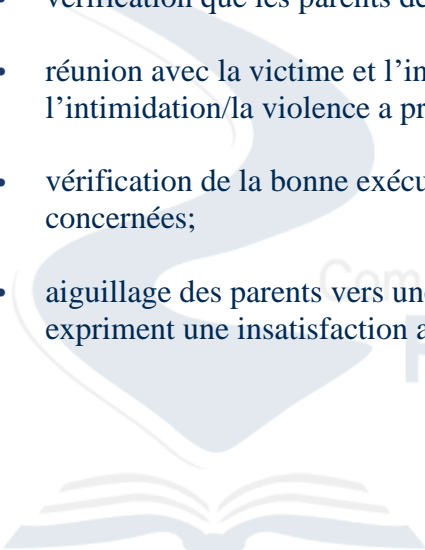 vérification que les parents de
réunion avec la victime et l’in
l’intimidation/la violence a pr
vérification de la bonne exécu
concernées;
aiguillage des parents vers un
expriment une insatisfaction a
Com